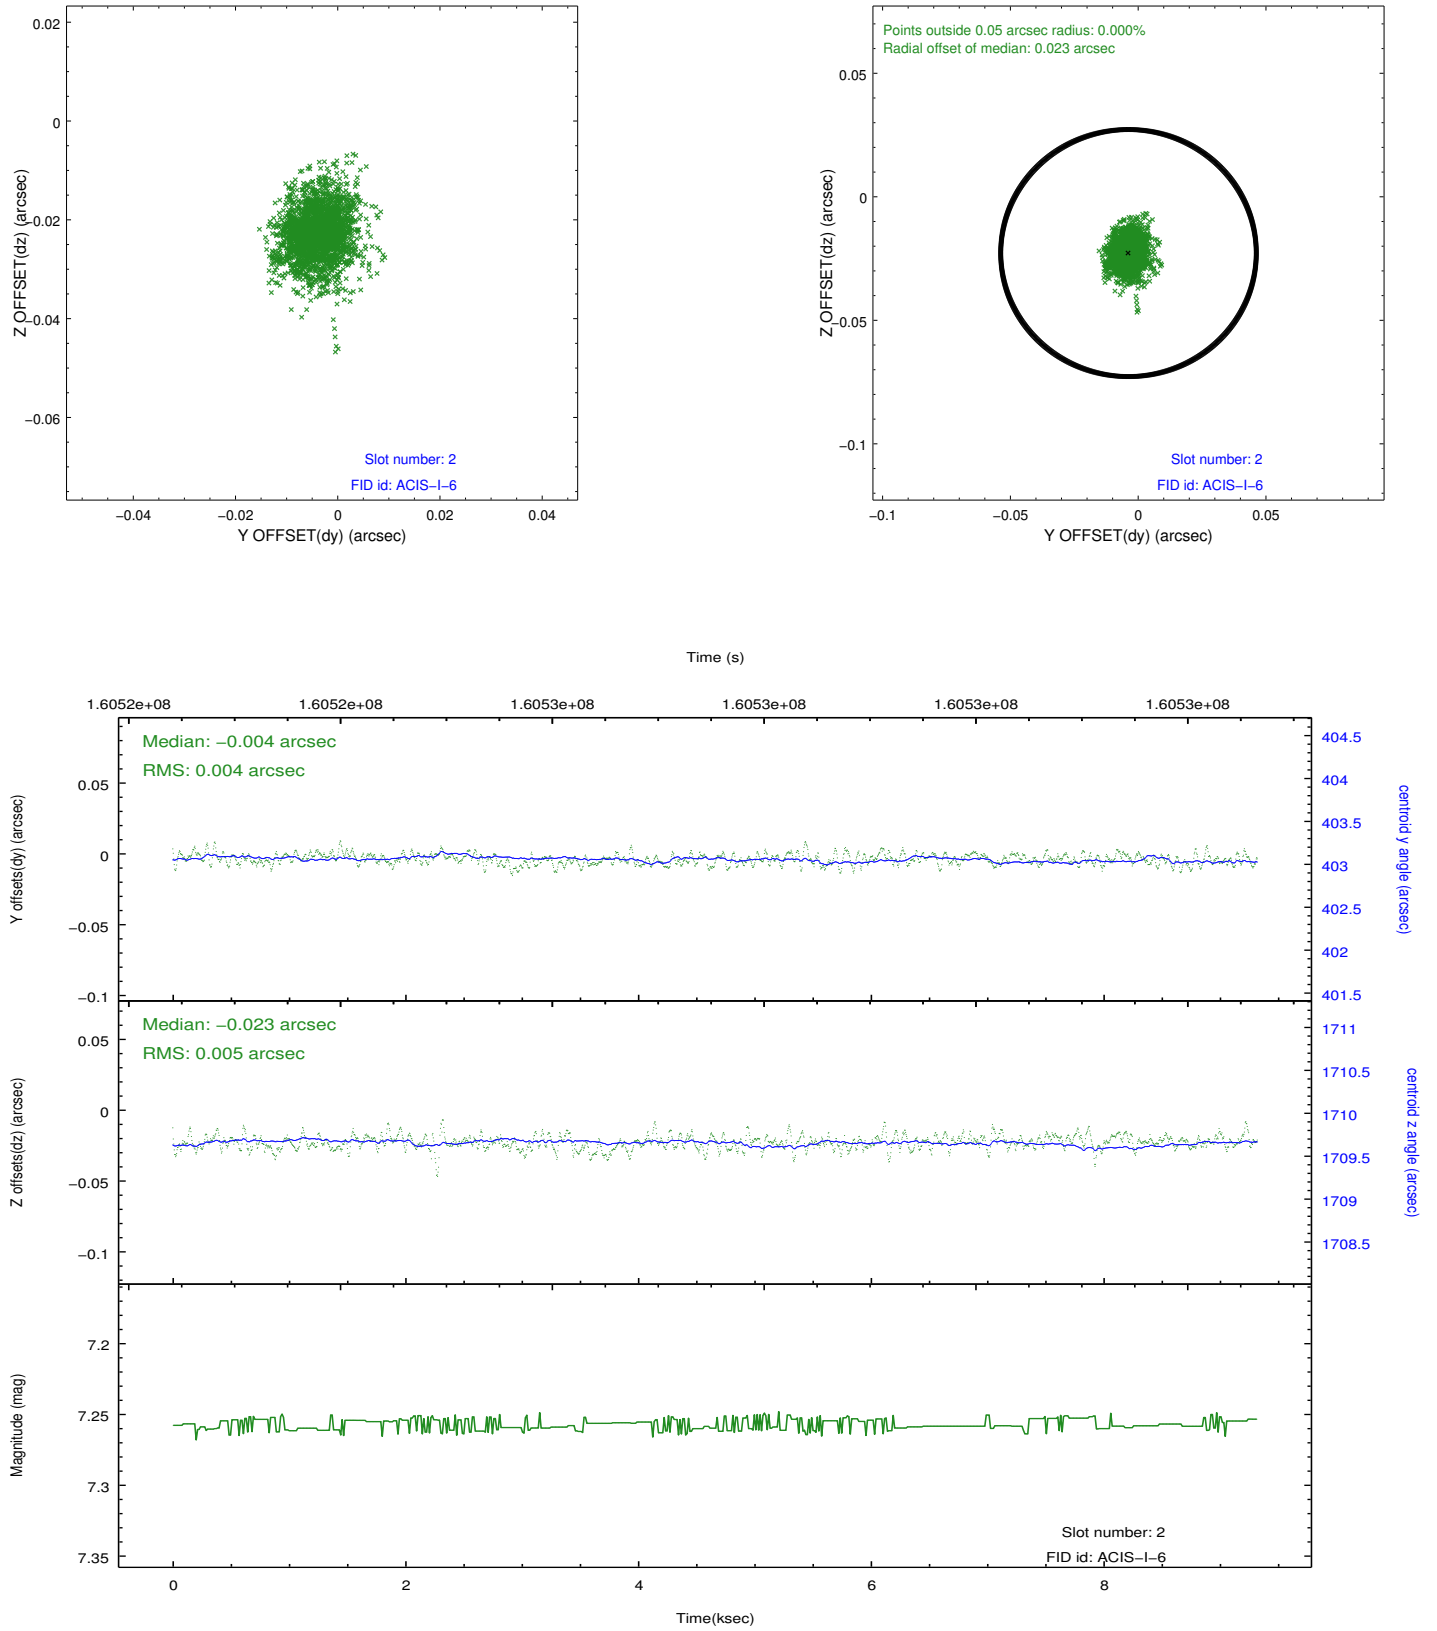 0.02
0
−0.02
−0.04
−0.06
Z OFFSET(dz) (arcsec)
Slot number: 2
FID id: ACIS−I−6
−0.04
−0.02
0
0.02
0.04
Y OFFSET(dy) (arcsec)
Points outside 0.05 arcsec radius: 0.000%
Radial offset of median: 0.023 arcsec
0.05
0
−0.05
−0.1
Z OFFSET(dz) (arcsec)
Slot number: 2
FID id: ACIS−I−6
−0.1
−0.05
0
0.05
Y OFFSET(dy) (arcsec)
Time (s)
1.6052e+08
1.6052e+08
1.6053e+08
1.6053e+08
1.6053e+08
1.6053e+08
Median: −0.004 arcsec
RMS: 0.004 arcsec
0.05
0
−0.05
−0.1
Y offsets(dy) (arcsec)
404.5
404
403.5
403
402.5
402
401.5
centroid y angle (arcsec)
Median: −0.023 arcsec
RMS: 0.005 arcsec
0.05
0
−0.05
−0.1
Z offsets(dz) (arcsec)
1711
1710.5
1710
1709.5
1709
1708.5
centroid z angle (arcsec)
7.2
7.25
7.3
7.35
Magnitude (mag)
Slot number: 2
FID id: ACIS−I−6
0
2
4
6
8
Time(ksec)